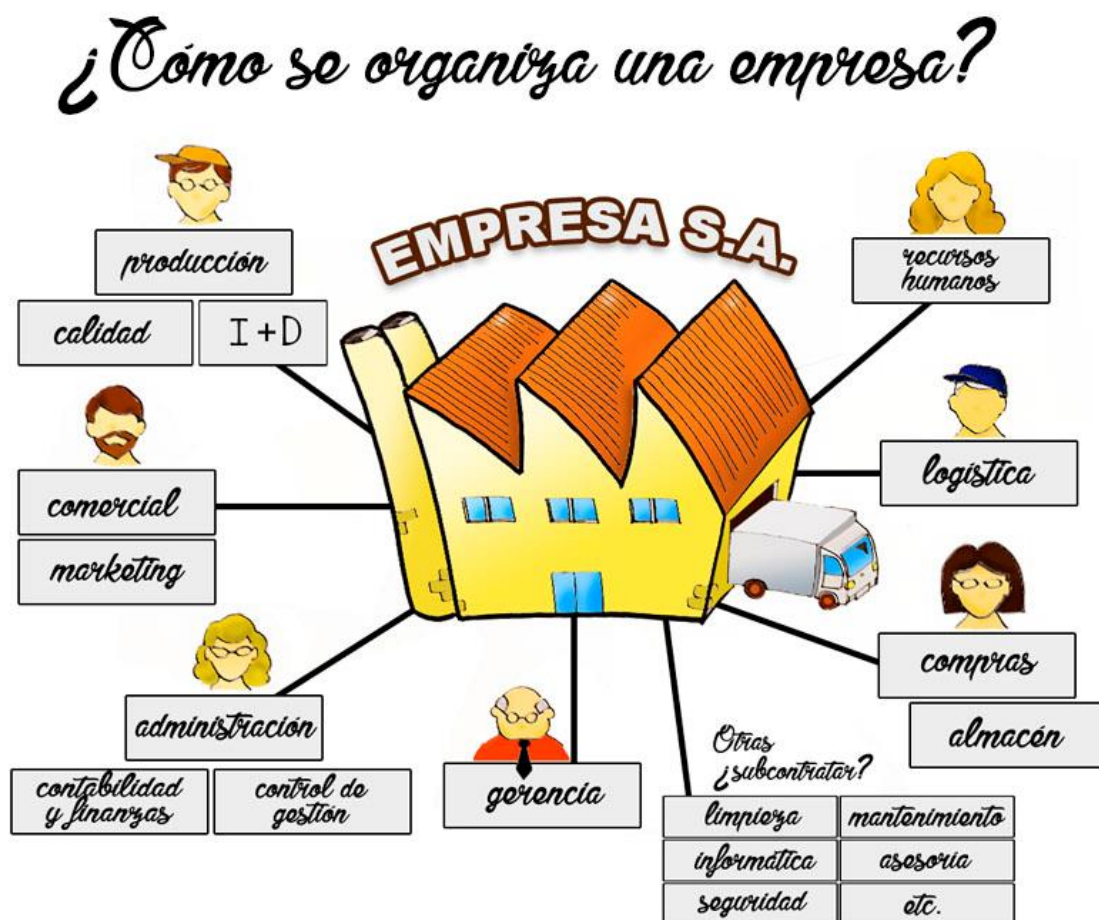 ¿Cómo se organiza una empresa?
EMPRESA S.A.
producción
calidad
I+D
comercial
marketing
administración
contabilidad
y finanzas
control de
gestión
gerencia
Otras
¿subcontratar?
limpieza
mantenimiento
informática
asesoría
seguridad
etc.
recursos
humanos
logística
compras
almacén